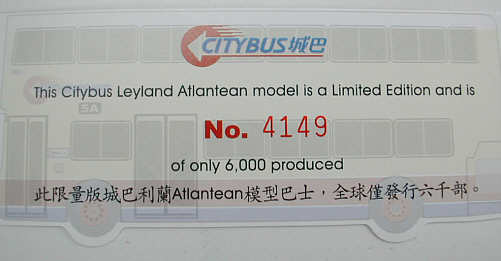 CITYBUS城巴
This Citybus Leyland Atlantean model is a Limited Edition and is
No. 4149
of only 6,000 produced
此限量版城巴利蘭Atlantean模型巴士，全球僅發行六千部。
5A